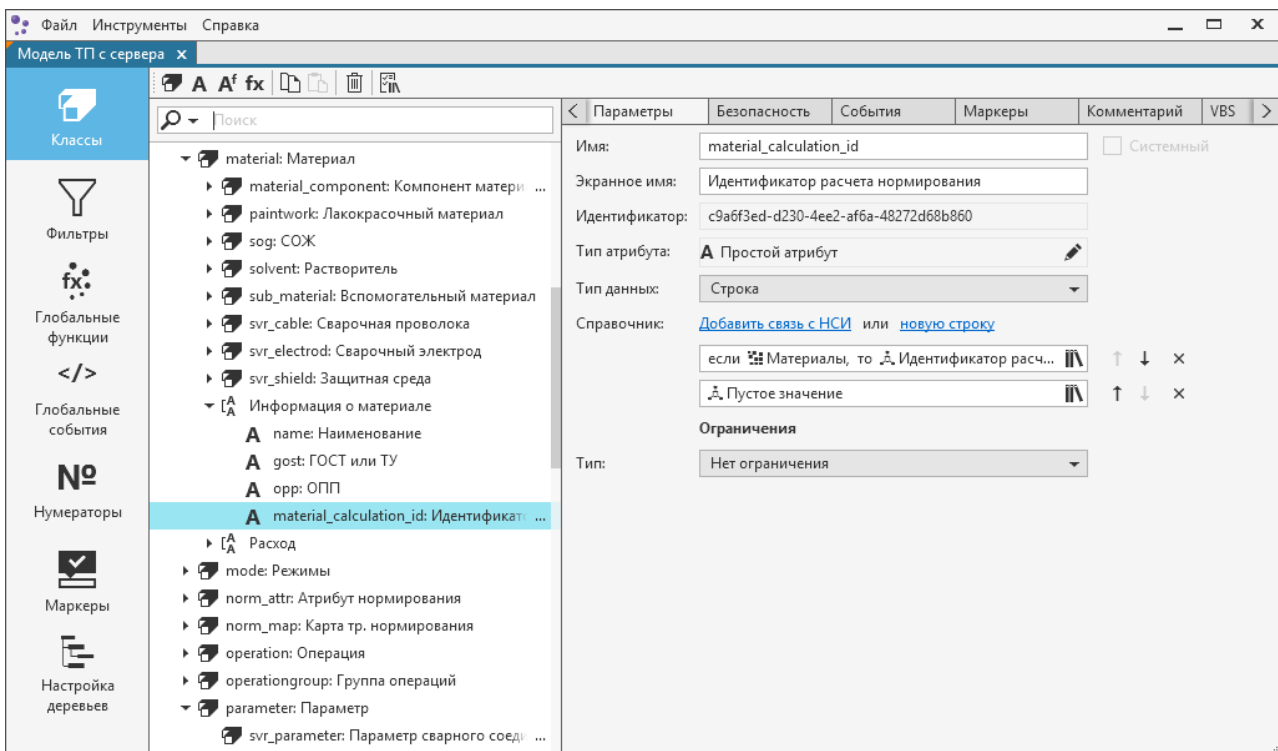 Файл Инструменты Справка
Модель ТП с сервера
Классы
Фильтры
Глобальные
функции
Глобальные
события
Нумераторы
Маркеры
Настройка
деревьев
Поиск
material: Материал
material_component: Компонент матери ...
paintwork: Лакокрасочный материал
sog: СОЖ
solvent: Растворитель
sub_material: Вспомогательный материал
svr_cable: Сварочная проволока
svr_electrod: Сварочный электрод
svr_shield: Защитная среда
Информация о материале
name: Наименование
gost: ГОСТ или ТУ
opp: ОПП
material_calculation_id: Идентификато ...
Расход
mode: Режимы
norm_attr: Атрибут нормирования
norm_map: Карта тр. нормирования
operation: Операция
operationgroup: Группа операций
parameter: Параметр
svr_parameter: Параметр сварного соеди ...
Параметры Безопасность События Маркеры Комментарий VBS
Имя: material_calculation_id Системный
Экранное имя: Идентификатор расчета нормирования
Идентификатор: c9a6f3ed-d230-4ee2-af6a-48272d68b860
Тип атрибута: A Простой атрибут
Тип данных: Строка
Справочник: Добавить связь с НСИ или новую строку
если Материалы, то Идентификатор расч...
Пустое значение
Ограничения
Тип: Нет ограничения